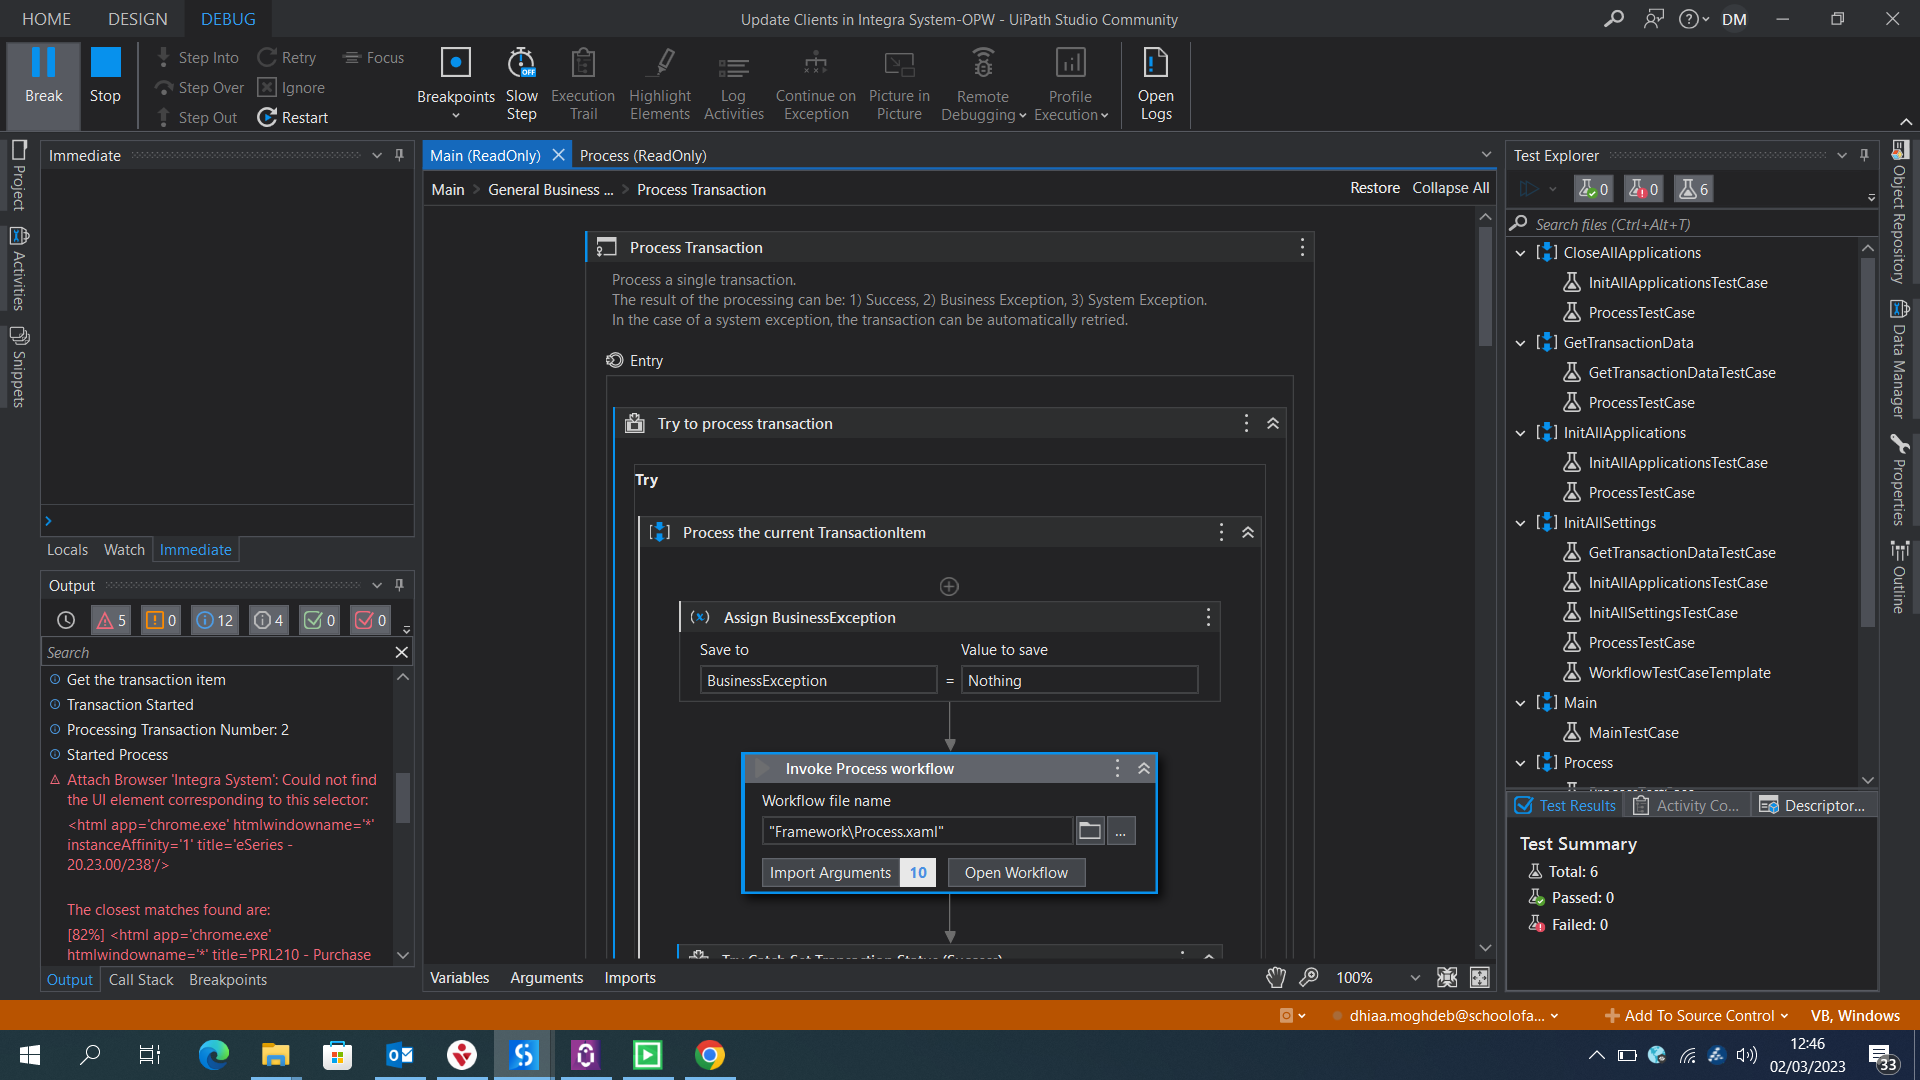 HOME
DESIGN
DEBUG
Update Clients in Integra System-OPW - UiPath Studio Community
DM
Break
Stop
Step Into
Step Over
Step Out
Retry
Ignore
Restart
Focus
Breakpoints
Slow
Step
OFF
Execution
Trail
Highlight
Elements
Log
Activities
Continue on
Exception
Picture in
Picture
Remote
Debugging
Profile
Execution
Open
Logs
Project
Activities
Snippets
Immediate
Locals
Watch
Immediate
Output
5
0
12
4
0
0
Search
Get the transaction item
Transaction Started
Processing Transaction Number: 2
Started Process
Attach Browser 'Integra System': Could not find
the UI element corresponding to this selector:
<html app='chrome.exe' htmlwindowname='*'
instanceAffinity='1' title='eSeries -
20.23.00/238'/>
The closest matches found are:
[82%] <html app='chrome.exe'
htmlwindowname='*' title='PRL210 - Purchase
Output
Call Stack
Breakpoints
Main (ReadOnly)
Process (ReadOnly)
Main > General Business ... > Process Transaction
Restore
Collapse All
Process Transaction
Process a single transaction.
The result of the processing can be: 1) Success, 2) Business Exception, 3) System Exception.
In the case of a system exception, the transaction can be automatically retried.
Entry
Try to process transaction
Try
Process the current TransactionItem
Assign BusinessException
Save to
Value to save
BusinessException
=
Nothing
Invoke Process workflow
Workflow file name
"Framework\Process.xaml"
...
Import Arguments
10
Open Workflow
Try Catch Set Transaction Status (Success)
Variables
Arguments
Imports
100%
Test Explorer
0
0
6
Search files (Ctrl+Alt+T)
CloseAllApplications
InitAllApplicationsTestCase
ProcessTestCase
GetTransactionData
GetTransactionDataTestCase
ProcessTestCase
InitAllApplications
InitAllApplicationsTestCase
ProcessTestCase
InitAllSettings
GetTransactionDataTestCase
InitAllApplicationsTestCase
InitAllSettingsTestCase
ProcessTestCase
WorkflowTestCaseTemplate
Main
MainTestCase
Process
ProcessTestCase
Test Results
Activity Co...
Descriptor...
Test Summary
Total: 6
Passed: 0
Failed: 0
Object Repository
Data Manager
Properties
Outline
dhiaa.moghdeb@schoolofa...
Add To Source Control
VB, Windows
12:46
02/03/2023
33